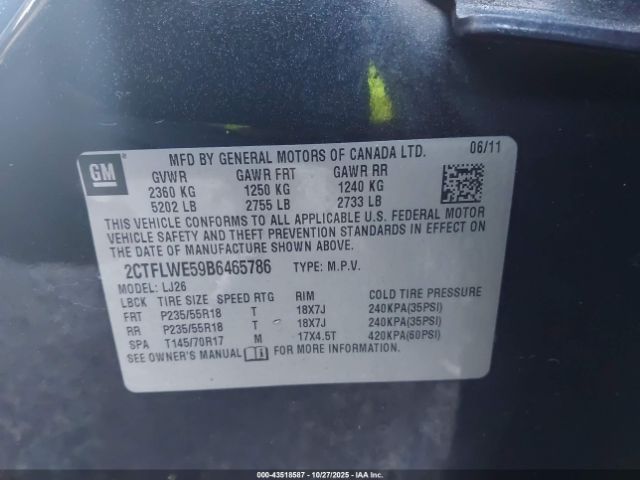 GM
MFD BY GENERAL MOTORS OF CANADA LTD. 06/11
GVWR GAWR FRT GAWR RR
2360 KG 1250 KG 1240 KG
5202 LB 2755 LB 2733 LB
THIS VEHICLE CONFORMS TO ALL APPLICABLE U.S. FEDERAL MOTOR
VEHICLE SAFETY AND THEFT PREVENTION STANDARDS IN EFFECT ON
THE DATE OF MANUFACTURE SHOWN ABOVE.
2CTFLWE59B6465786 TYPE: M.P.V.
MODEL: LJ26
LBCK TIRE SIZE SPEED RTG RIM COLD TIRE PRESSURE
FRT P235/55R18 T 18X7J 240KPA(35PSI)
RR P235/55R18 T 18X7J 240KPA(35PSI)
SPA T145/70R17 M 17X4.5T 420KPA(60PSI)
SEE OWNER'S MANUAL FOR MORE INFORMATION.
000-43518587 - 10/27/2025 - IAA Inc.